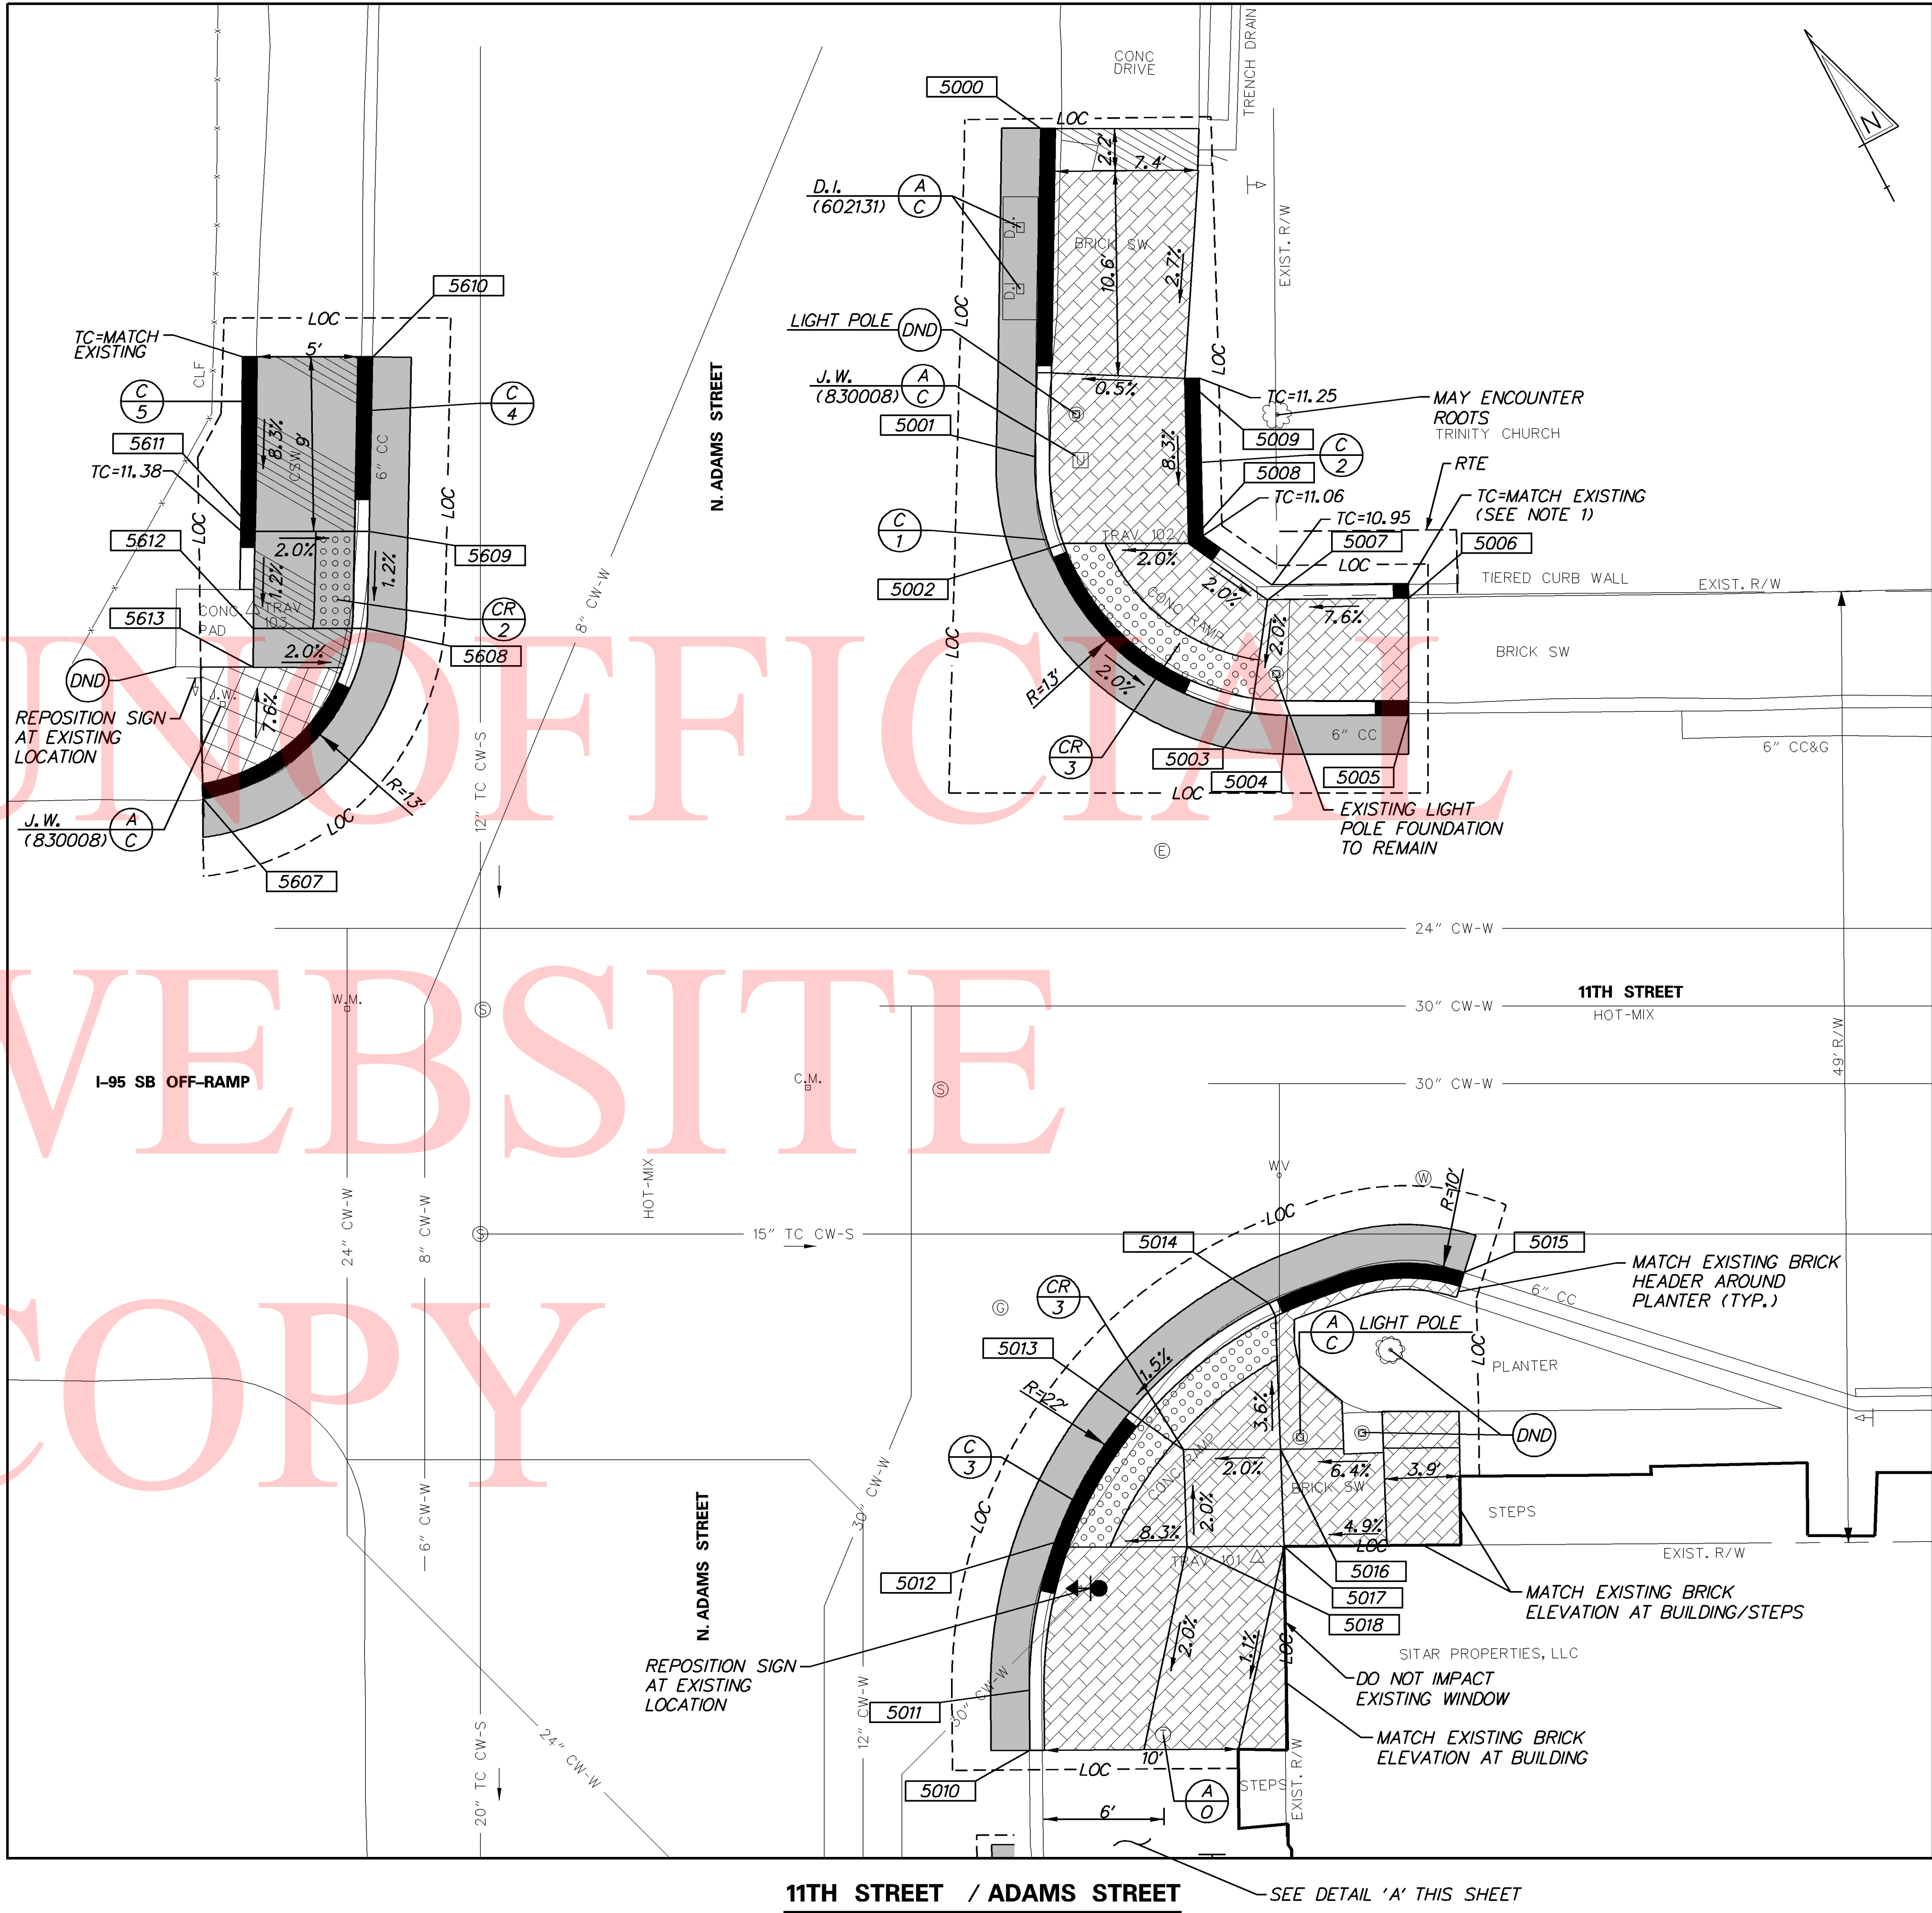 CONC
DRIVE
TRENCH DRAIN
5000
LOC
2.2'
7.4'
N
D.I.
(602131)
A
C
D.I.
D.I.
BRICK SW
10.6'
2.7%
EXIST. R/W
LOC
LOC
5610
LOC
TC=MATCH
EXISTING
5'
CLF
LIGHT POLE
DND
J.W.
(830008)
A
C
0.5%
TC=11.25
MAY ENCOUNTER
ROOTS
TRINITY CHURCH
C
5
C
4
N. ADAMS STREET
5001
U
8.3%
5009
C
2
5008
RTE
5611
TC=11.38
8.3%
CSW
9'
6" CC
TC=11.06
TC=MATCH EXISTING
(SEE NOTE 1)
TC=10.95
LOC
LOC
C
1
TRAV 102
5007
5006
5612
2.0%
5609
1.2%
2.0%
LOC
TIERED CURB WALL
EXIST. R/W
5002
2.0%
7.6%
CONC RAMP
1.2%
5613
CONC
PAD
TRAV
103
CR
2
8" CW-W
2.0%
5608
LOC
2.0%
BRICK SW
DND
J.W.
7.6%
R=13'
2.0%
REPOSITION SIGN
AT EXISTING
LOCATION
CR
3
5003
5004
5005
6" CC
6" CC&G
R=13'
LOC
LOC
J.W.
(830008)
A
C
12" TC CW-S
EXISTING LIGHT
POLE FOUNDATION
TO REMAIN
E
5607
24" CW-W
UNOFFICIAL
WEBSITE
COPY
W.M.
S
30" CW-W
11TH STREET
HOT-MIX
I-95 SB OFF-RAMP
C.M.
S
30" CW-W
49' R/W
HOT-MIX
WV
W
R=10'
24" CW-W
8" CW-W
S
15" TC CW-S
LOC
5014
5015
MATCH EXISTING BRICK
HEADER AROUND
PLANTER (TYP.)
CR
3
6" CC
G
A
C
LIGHT POLE
5013
1.5%
LOC
PLANTER
R=22'
3.6%
DND
C
3
CONC RAMP
2.0%
6.4%
3.9'
BRICK SW
30" CW-W
6" CW-W
N. ADAMS STREET
LOC
8.3%
2.0%
4.9%
LOC
STEPS
EXIST. R/W
TRAV 101
5012
5016
5017
5018
MATCH EXISTING BRICK
ELEVATION AT BUILDING/STEPS
2.0%
1.1%
LOC
SITAR PROPERTIES, LLC
REPOSITION SIGN
AT EXISTING
LOCATION
DO NOT IMPACT
EXISTING WINDOW
5011
30" CW-W
12" CW-W
T
MATCH EXISTING BRICK
ELEVATION AT BUILDING
20" TC CW-S
24" CW-W
10'
LOC
5010
STEPS
EXIST. R/W
A
O
6'
11TH STREET / ADAMS STREET
SEE DETAIL 'A' THIS SHEET